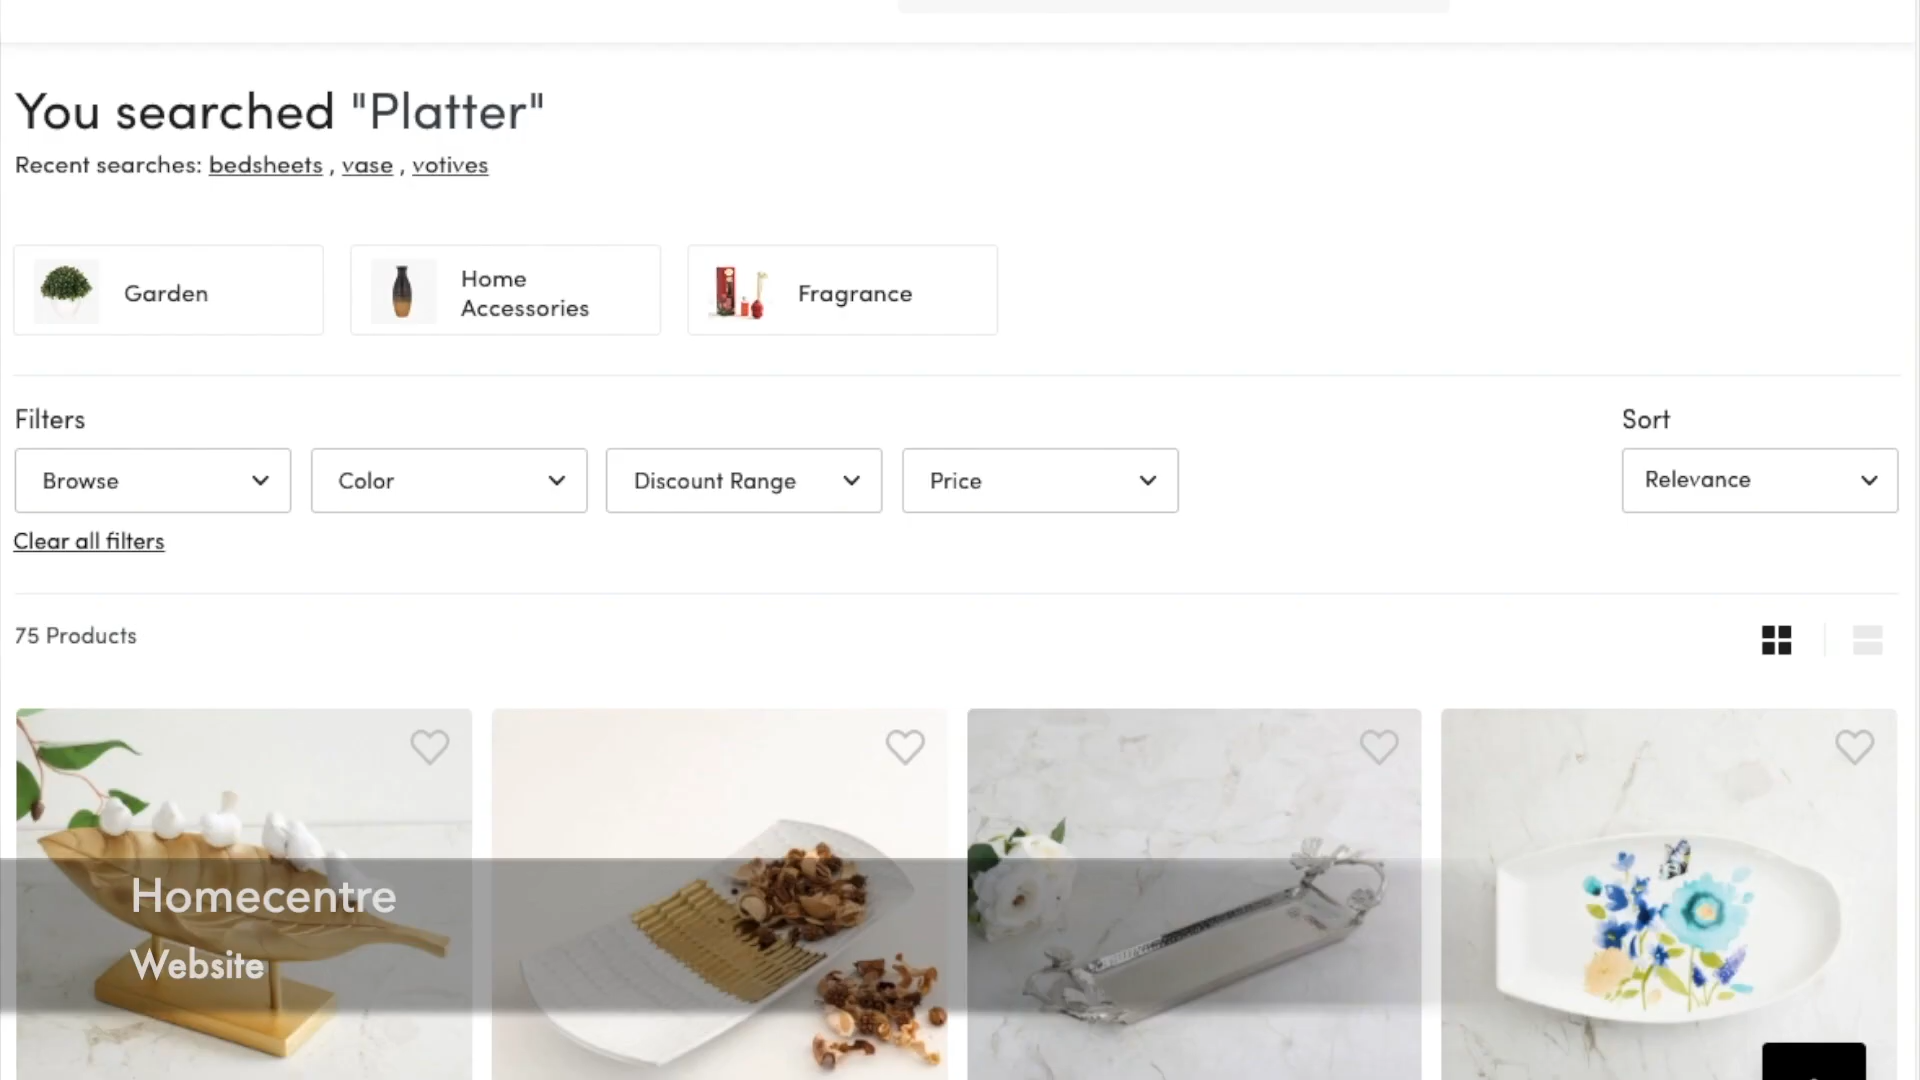 You searched "Platter"
Recent searches: bedsheets , vase , votives
Garden
Home
Accessories
Fragrance
Filters
Sort
Browse
Color
Discount Range
Price
Relevance
Clear all filters
75 Products
Homecentre
Website